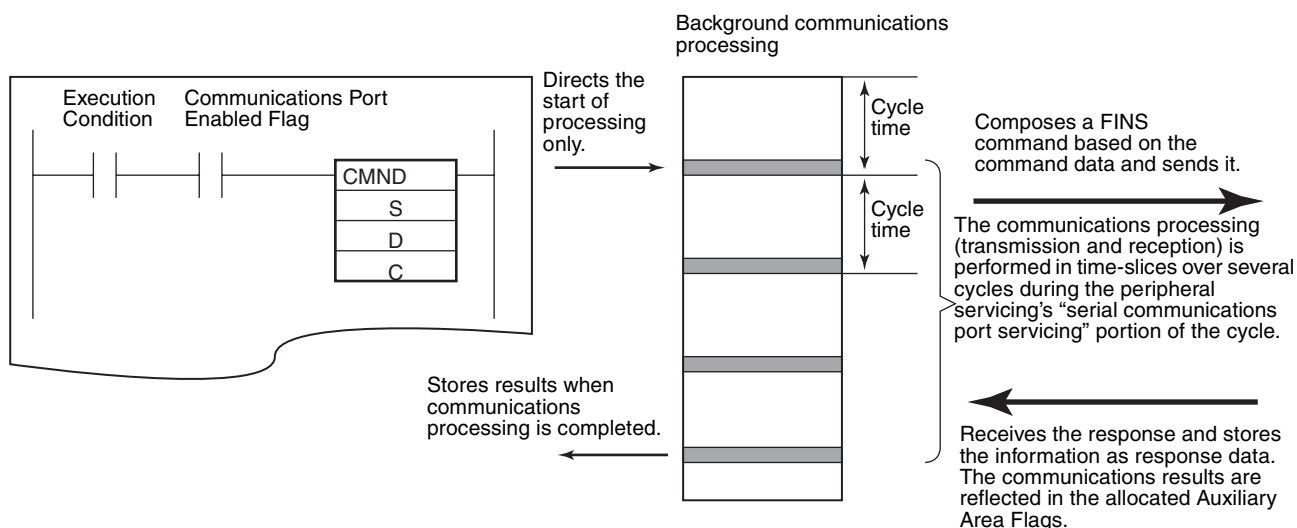 Background communications
processing
Execution
Condition
Communications Port
Enabled Flag
CMND
S
D
C
Directs the
start of
processing
only.
Cycle
time
Cycle
time
Composes a FINS
command based on the
command data and sends it.
The communications processing
(transmission and reception) is
performed in time-slices over several
cycles during the peripheral
servicing's “serial communications
port servicing” portion of the cycle.
Stores results when
communications
processing is completed.
Receives the response and stores
the information as response data.
The communications results are
reflected in the allocated Auxiliary
Area Flags.